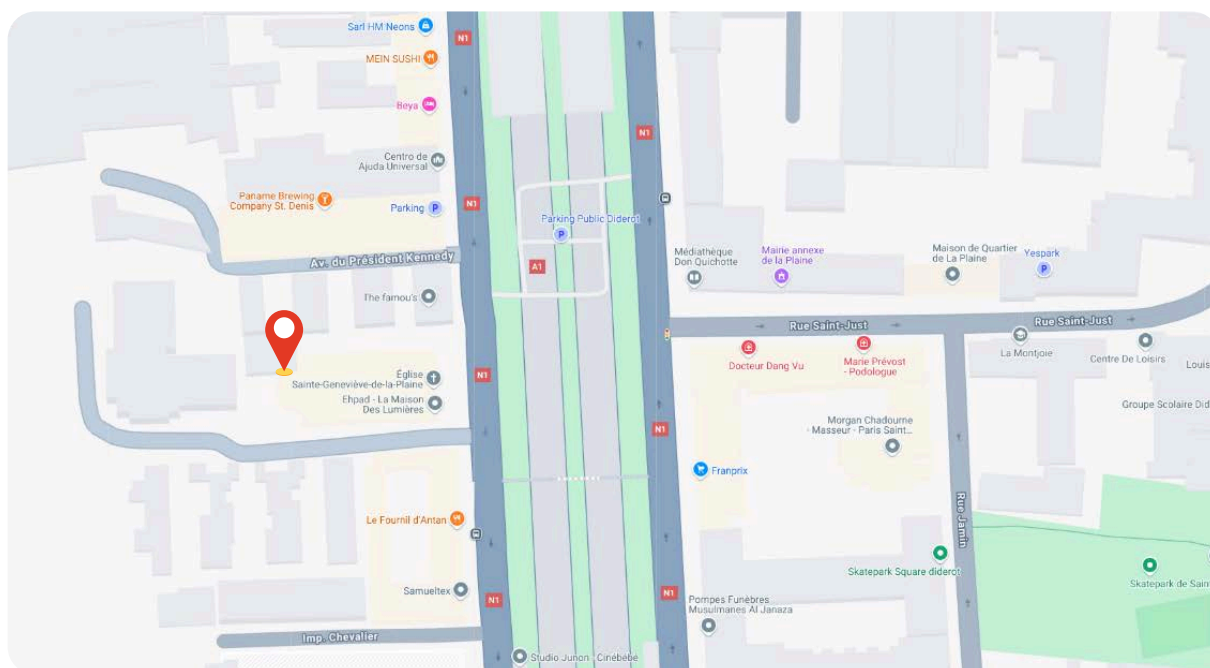 Sarl HM Neons
N1
MEIN SUSHI
Beya
N1
Centro de
Ajuda Universal
Paname Brewing
Company St. Denis
Parking
P
N1
Parking Public Diderot
P
A1
Av. du Président Kennedy
Médiathèque
Don Quichotte
Mairie annexe
de la Plaine
Maison de Quartier
de La Plaine
Yespark
P
The famou's
Rue Saint-Just
Rue Saint-Just
La Montjoie
Centre De Loisirs
Louis
Docteur Dang Vu
Marie Prévost
- Podologue
Église
Sainte-Geneviève-de-la-Plaine
N1
Ehpad - La Maison
Des Lumières
Groupe Scolaire Did
Morgan Chadourne
- Masseur - Paris Saint...
N1
Franprix
Le Fournil d'Antan
Rue Jamin
Skatepark Square diderot
Skatepark de Sain
Samueltex
N1
N1
Pompes Funèbres
Musulmanes Al Janaza
Imp. Chevalier
Studio Junon - Cinébébé